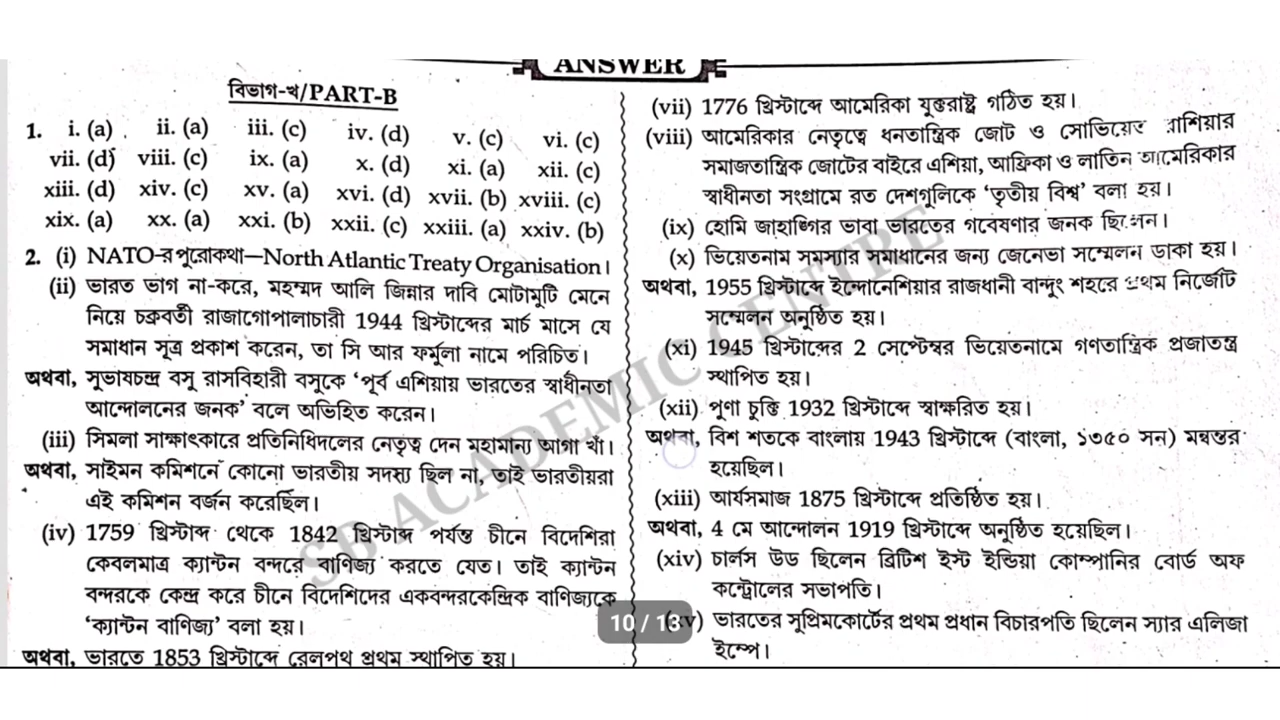 ANSWER
বিভাগ-খ/PART-B
1. i. (a) ii. (a) iii. (c) iv. (d) v. (c) vi. (c)
vii. (d) viii. (c) ix. (a) x. (d) xi. (a) xii. (c)
xiii. (d) xiv. (c) xv. (a) xvi. (d) xvii. (b) xviii. (c)
xix. (a) xx. (a) xxi. (b) xxii. (c) xxiii. (a) xxiv. (b)
2. (i) NATO-র পুরোকথা—North Atlantic Treaty Organisation।
(ii) ভারত ভাগ না-করে, মহম্মদ আলি জিন্নার দাবি মোটামুটি মেনে
নিয়ে চক্রবর্তী রাজাগোপালাচারী 1944 খ্রিস্টাব্দের মার্চ মাসে যে
সমাধান সূত্র প্রকাশ করেন, তা সি আর ফর্মুলা নামে পরিচিত।
অথবা, সুভাষচন্দ্র বসু রাসবিহারী বসুকে ‘পূর্ব এশিয়ায় ভারতের স্বাধীনতা
আন্দোলনের জনক’ বলে অভিহিত করেন।
(iii) সিমলা সাক্ষাৎকারে প্রতিনিধিদলের নেতৃত্ব দেন মহামান্য আগা খাঁ।
অথবা, সাইমন কমিশনে কোনো ভারতীয় সদস্য ছিল না, তাই ভারতীয়রা
এই কমিশন বর্জন করেছিল।
(iv) 1759 খ্রিস্টাব্দ থেকে 1842 খ্রিস্টাব্দ পর্যন্ত চীনে বিদেশিরা
কেবলমাত্র ক্যান্টন বন্দরে বাণিজ্য করতে যেত। তাই ক্যান্টন
বন্দরকে কেন্দ্র করে চীনে বিদেশিদের একবন্দরকেন্দ্রিক বাণিজ্যকে
‘ক্যান্টন বাণিজ্য’ বলা হয়।
অথবা, ভারতে 1853 খ্রিস্টাব্দে রেলপথ প্রথম স্থাপিত হয়।
(vii) 1776 খ্রিস্টাব্দে আমেরিকা যুক্তরাষ্ট্র গঠিত হয়।
(viii) আমেরিকার নেতৃত্বে ধনতান্ত্রিক জোট ও সোভিয়েত রাশিয়ার
সমাজতান্ত্রিক জোটের বাইরে এশিয়া, আফ্রিকা ও লাতিন আমেরিকার
স্বাধীনতা সংগ্রামে রত দেশগুলিকে ‘তৃতীয় বিশ্ব’ বলা হয়।
(ix) হোমি জাহাঙ্গির ভাবা ভারতের গবেষণার জনক ছিলেন।
(x) ভিয়েতনাম সমস্যার সমাধানের জন্য জেনেভা সম্মেলন ডাকা হয়।
অথবা, 1955 খ্রিস্টাব্দে ইন্দোনেশিয়ার রাজধানী বান্দুং শহরে প্রথম নির্জোট
সম্মেলন অনুষ্ঠিত হয়।
(xi) 1945 খ্রিস্টাব্দের 2 সেপ্টেম্বর ভিয়েতনামে গণতান্ত্রিক প্রজাতন্ত্র
স্থাপিত হয়।
(xii) পুণা চুক্তি 1932 খ্রিস্টাব্দে স্বাক্ষরিত হয়।
অথবা, বিশ শতকে বাংলায় 1943 খ্রিস্টাব্দে (বাংলা, ১৩৫০ সন) মন্বন্তর
হয়েছিল।
(xiii) আর্যসমাজ 1875 খ্রিস্টাব্দে প্রতিষ্ঠিত হয়।
অথবা, 4 মে আন্দোলন 1919 খ্রিস্টাব্দে অনুষ্ঠিত হয়েছিল।
(xiv) চার্লস উড ছিলেন ব্রিটিশ ইস্ট ইন্ডিয়া কোম্পানির বোর্ড অফ
কন্ট্রোলের সভাপতি।
(xv) ভারতের সুপ্রিমকোর্টের প্রথম প্রধান বিচারপতি ছিলেন স্যার এলিজা
ইম্পে।
SB ACADEMIC CENTRE
10 / 13